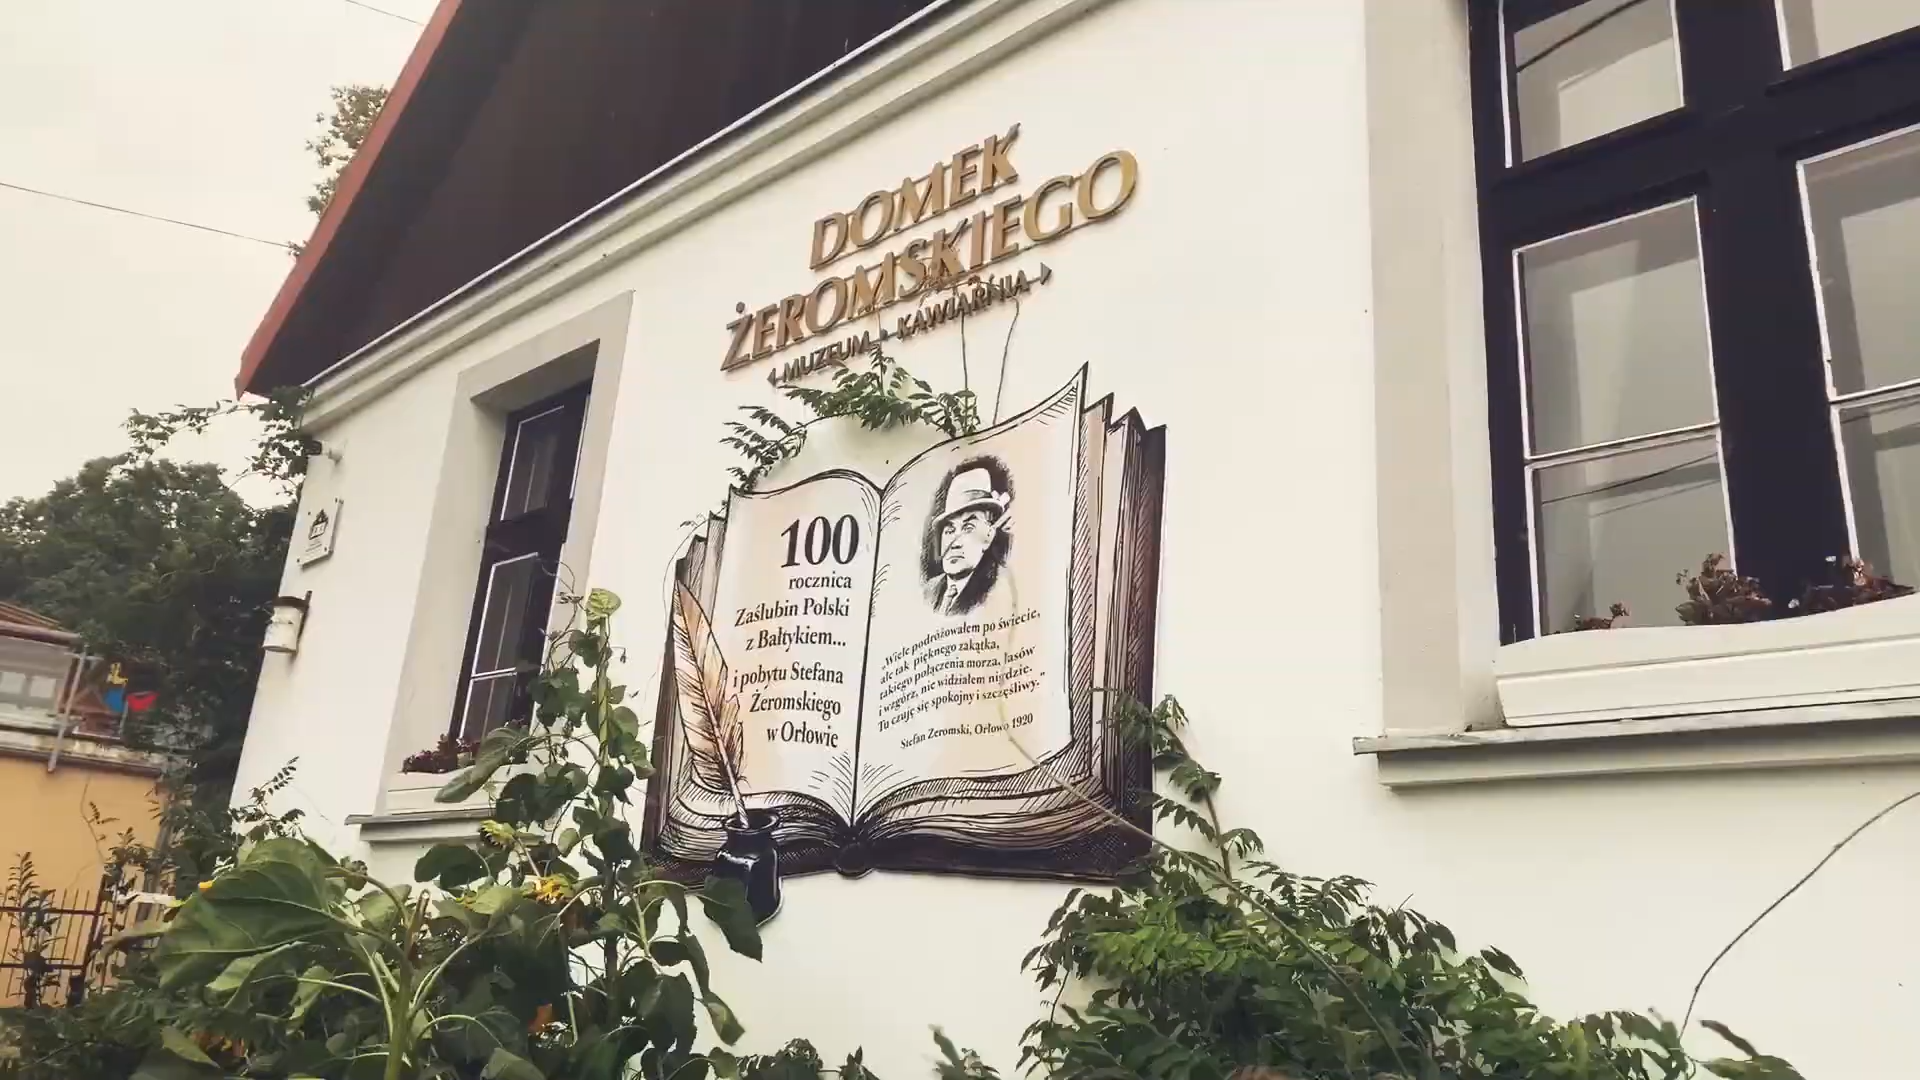 DOMEK
ŻEROMSKIEGO
MUZEUM • KAWIARNIA
100
rocznica
Zaślubin Polski
z Bałtykiem...
i pobytu Stefana
Żeromskiego
w Orłowie
„Wiele podróżowałem po świecie,
ale tak pięknego zakątka,
takiego połączenia morza, lasów
i wzgórz, nie widziałem nigdzie.
Tu czuję się spokojny i szczęśliwy."
Stefan Żeromski, Orłowo 1920